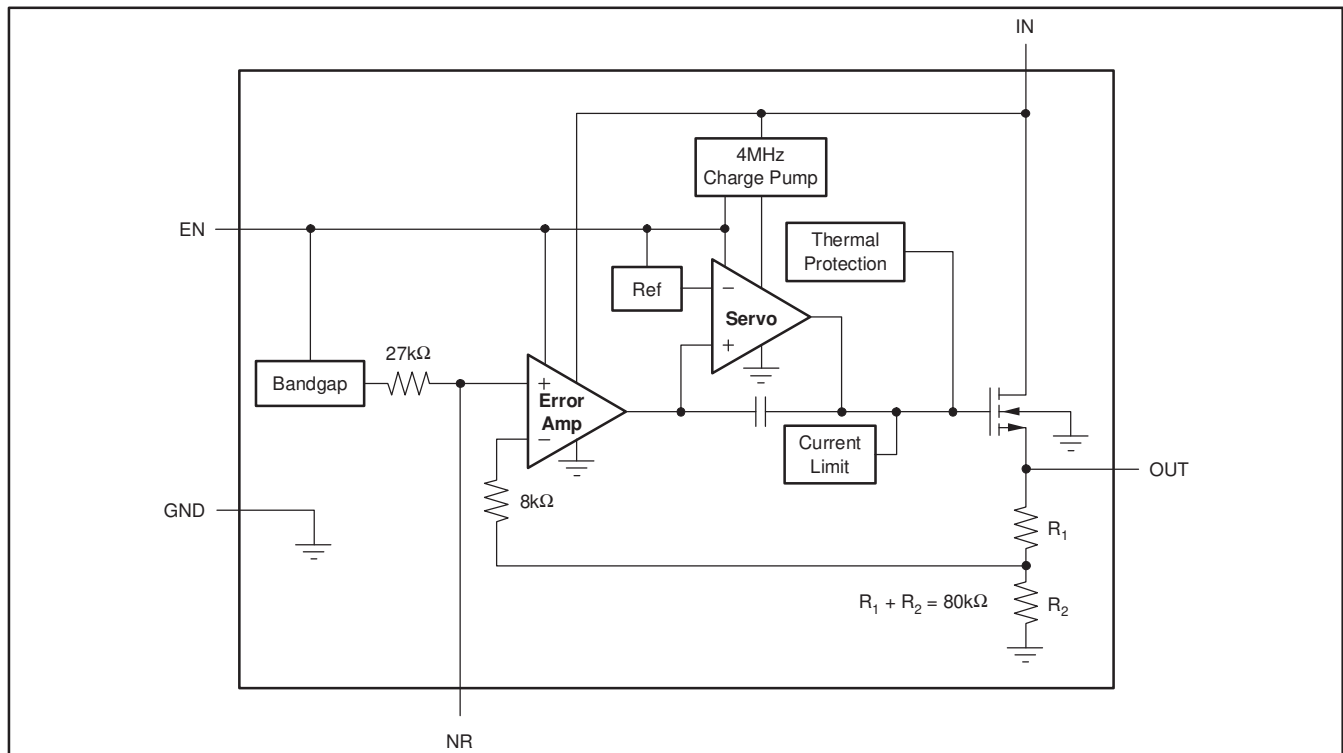 IN
4MHz
Charge Pump
EN
Thermal
Protection
Ref
−
Servo
+
27kΩ
Bandgap
+
Error
Amp
−
Current
Limit
OUT
8kΩ
GND
R₁
R₁ + R₂ = 80kΩ
R₂
NR